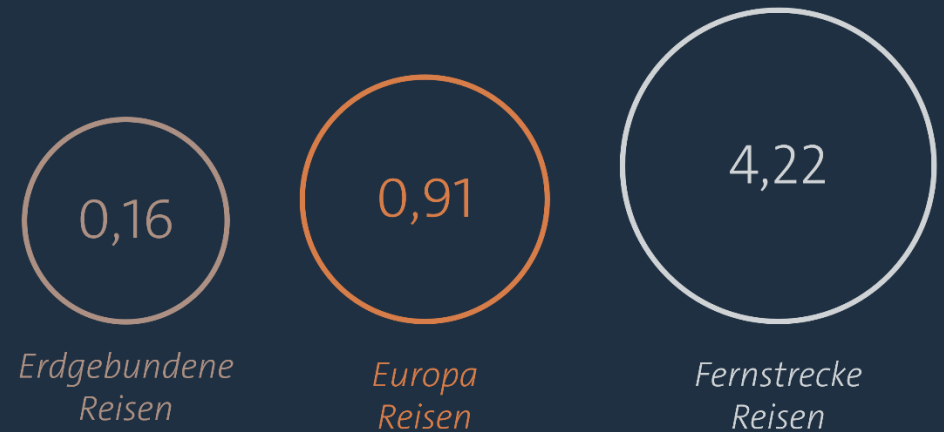 0,16
Erdgebundene
Reisen
0,91
Europa
Reisen
4,22
Fernstrecke
Reisen